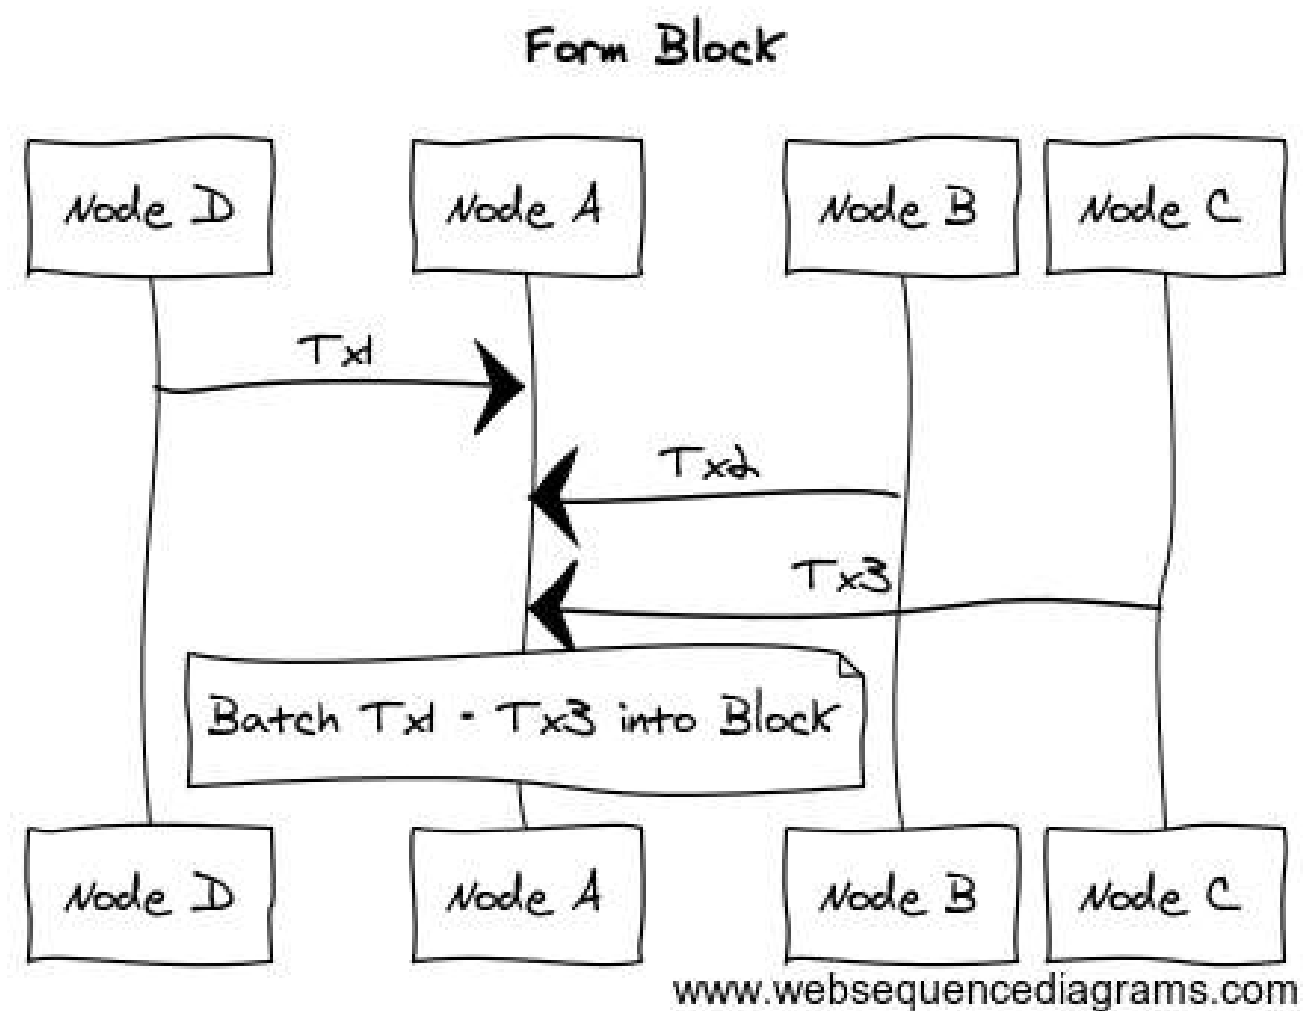 Form Block
Node D
Node A
Node B
Node C
Tx1
Tx2
Tx3
Batch Tx1 - Tx3 into Block
Node D
Node A
Node B
Node C
www.websequencediagrams.com